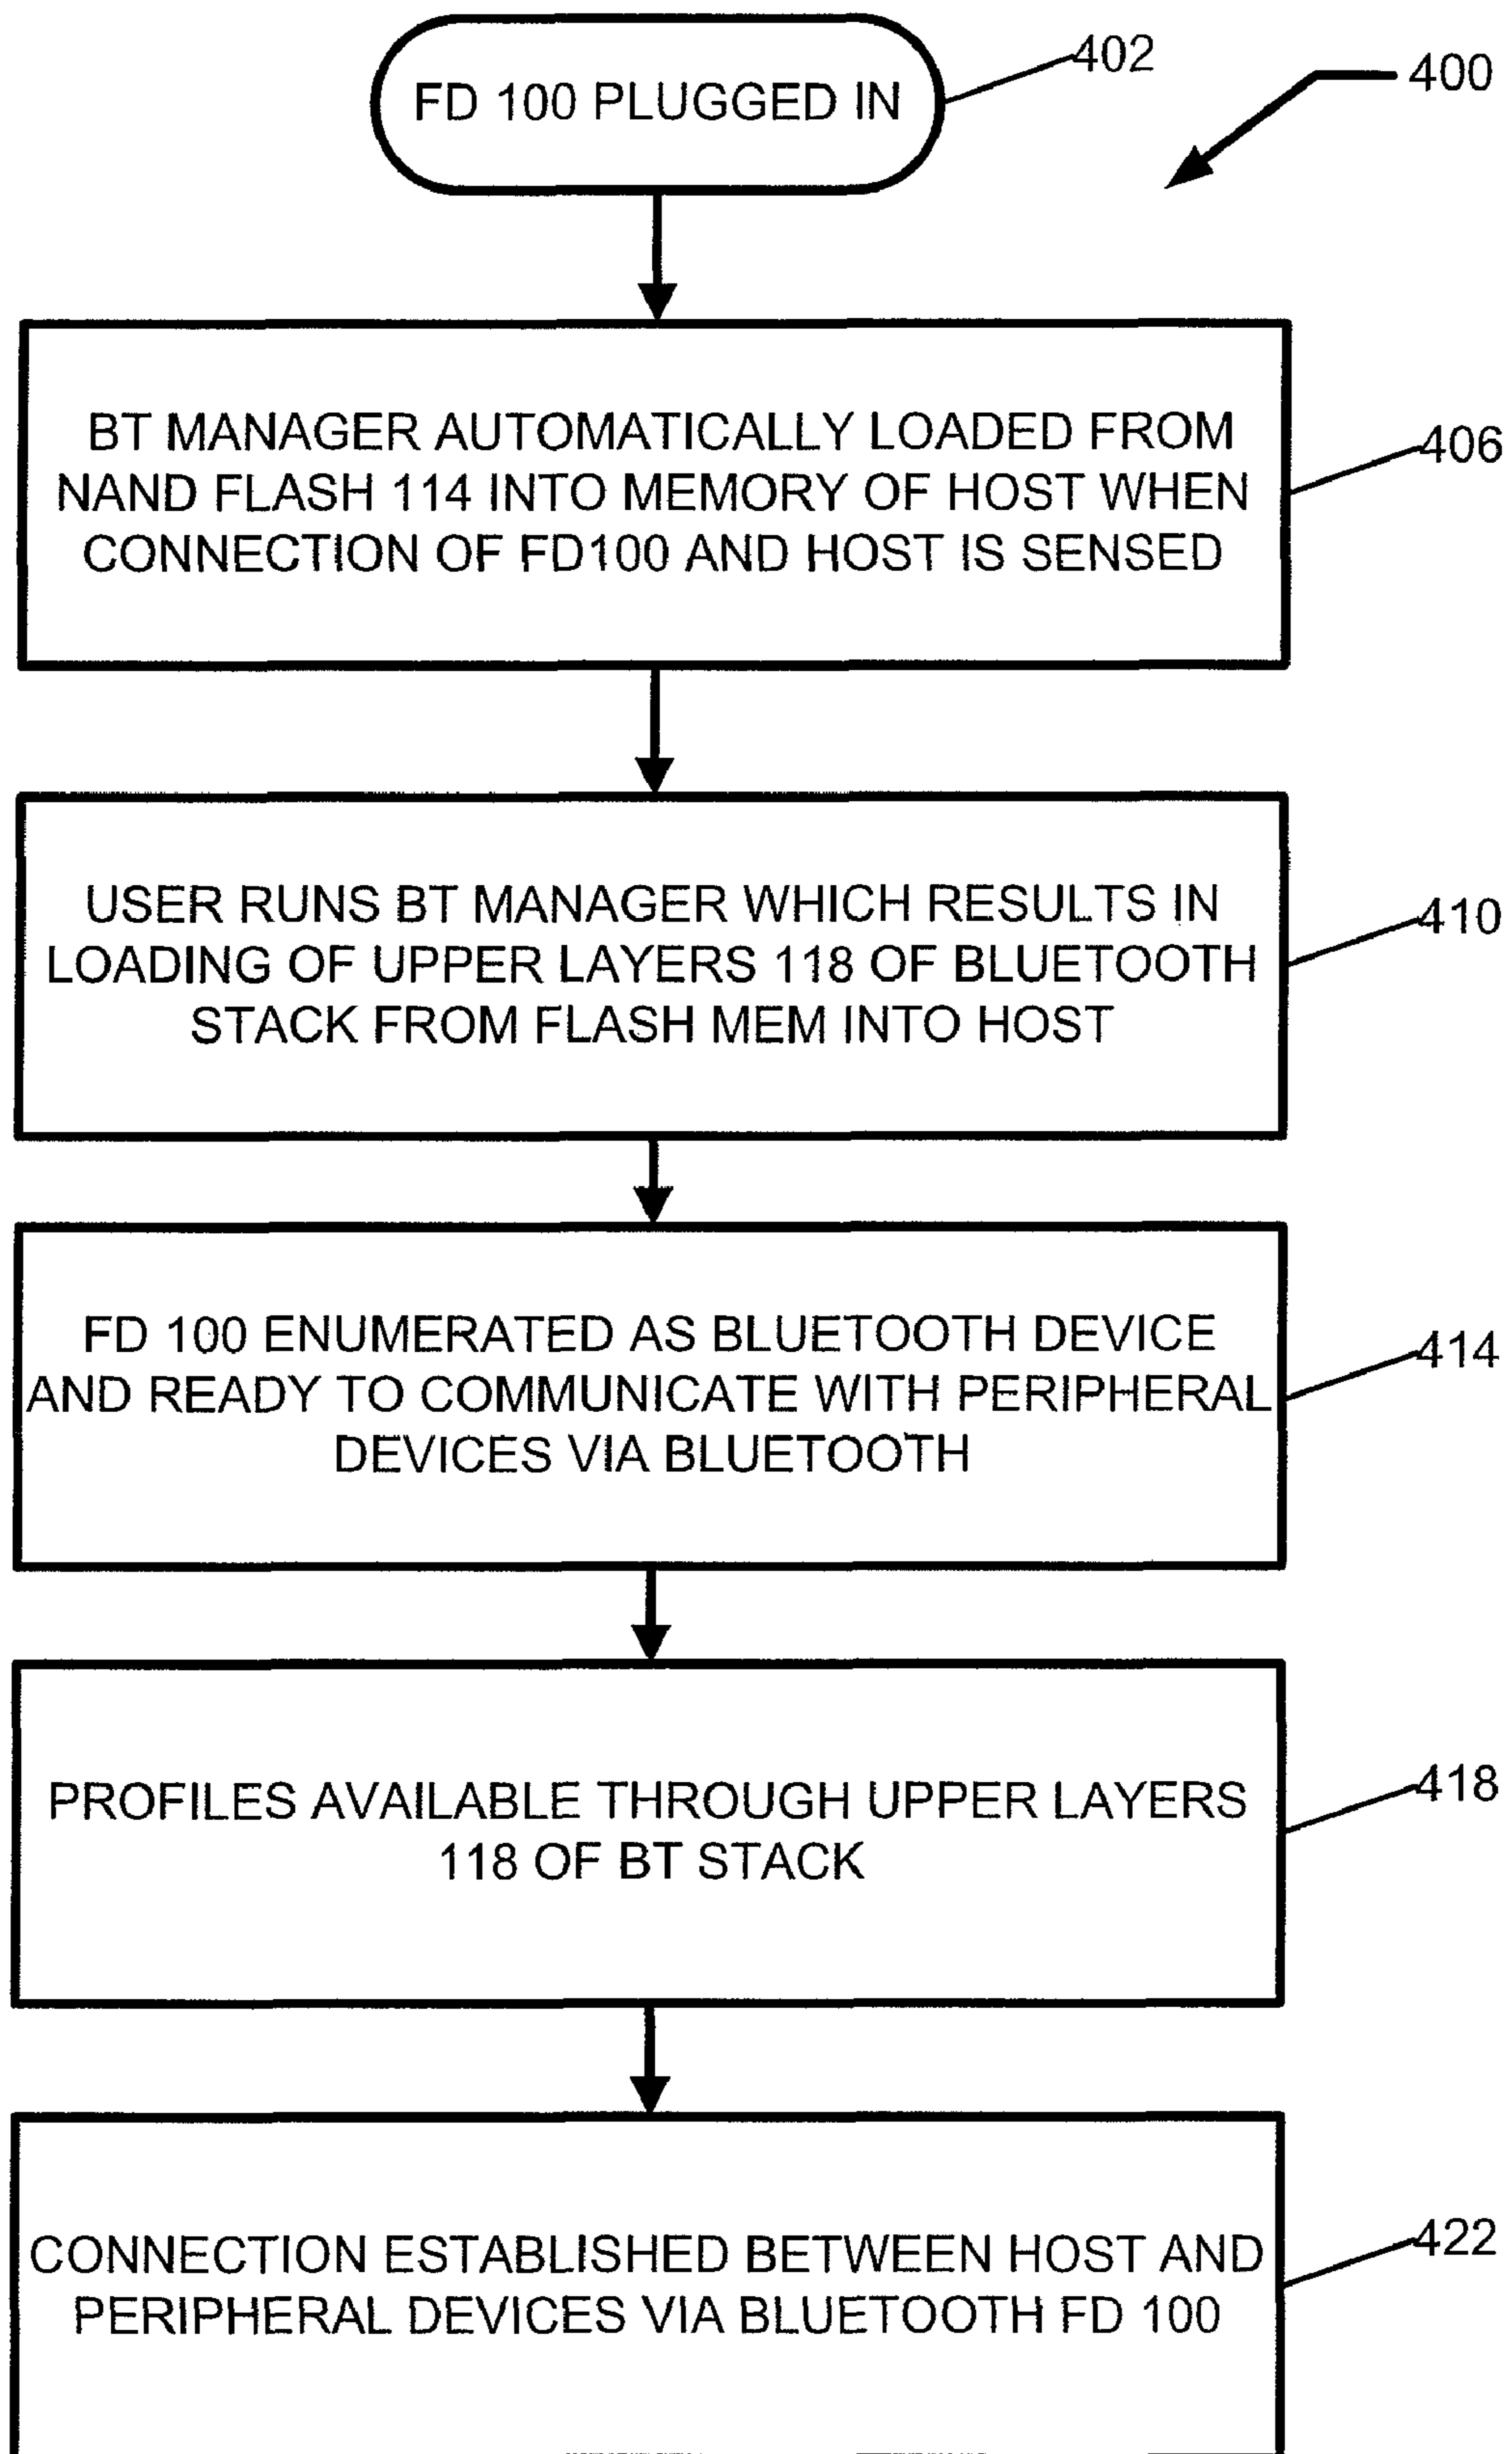 FD 100 PLUGGED IN
402
400
BT MANAGER AUTOMATICALLY LOADED FROM
NAND FLASH 114 INTO MEMORY OF HOST WHEN
CONNECTION OF FD100 AND HOST IS SENSED
406
USER RUNS BT MANAGER WHICH RESULTS IN
LOADING OF UPPER LAYERS 118 OF BLUETOOTH
STACK FROM FLASH MEM INTO HOST
410
FD 100 ENUMERATED AS BLUETOOTH DEVICE
AND READY TO COMMUNICATE WITH PERIPHERAL
DEVICES VIA BLUETOOTH
414
PROFILES AVAILABLE THROUGH UPPER LAYERS
118 OF BT STACK
418
CONNECTION ESTABLISHED BETWEEN HOST AND
PERIPHERAL DEVICES VIA BLUETOOTH FD 100
422